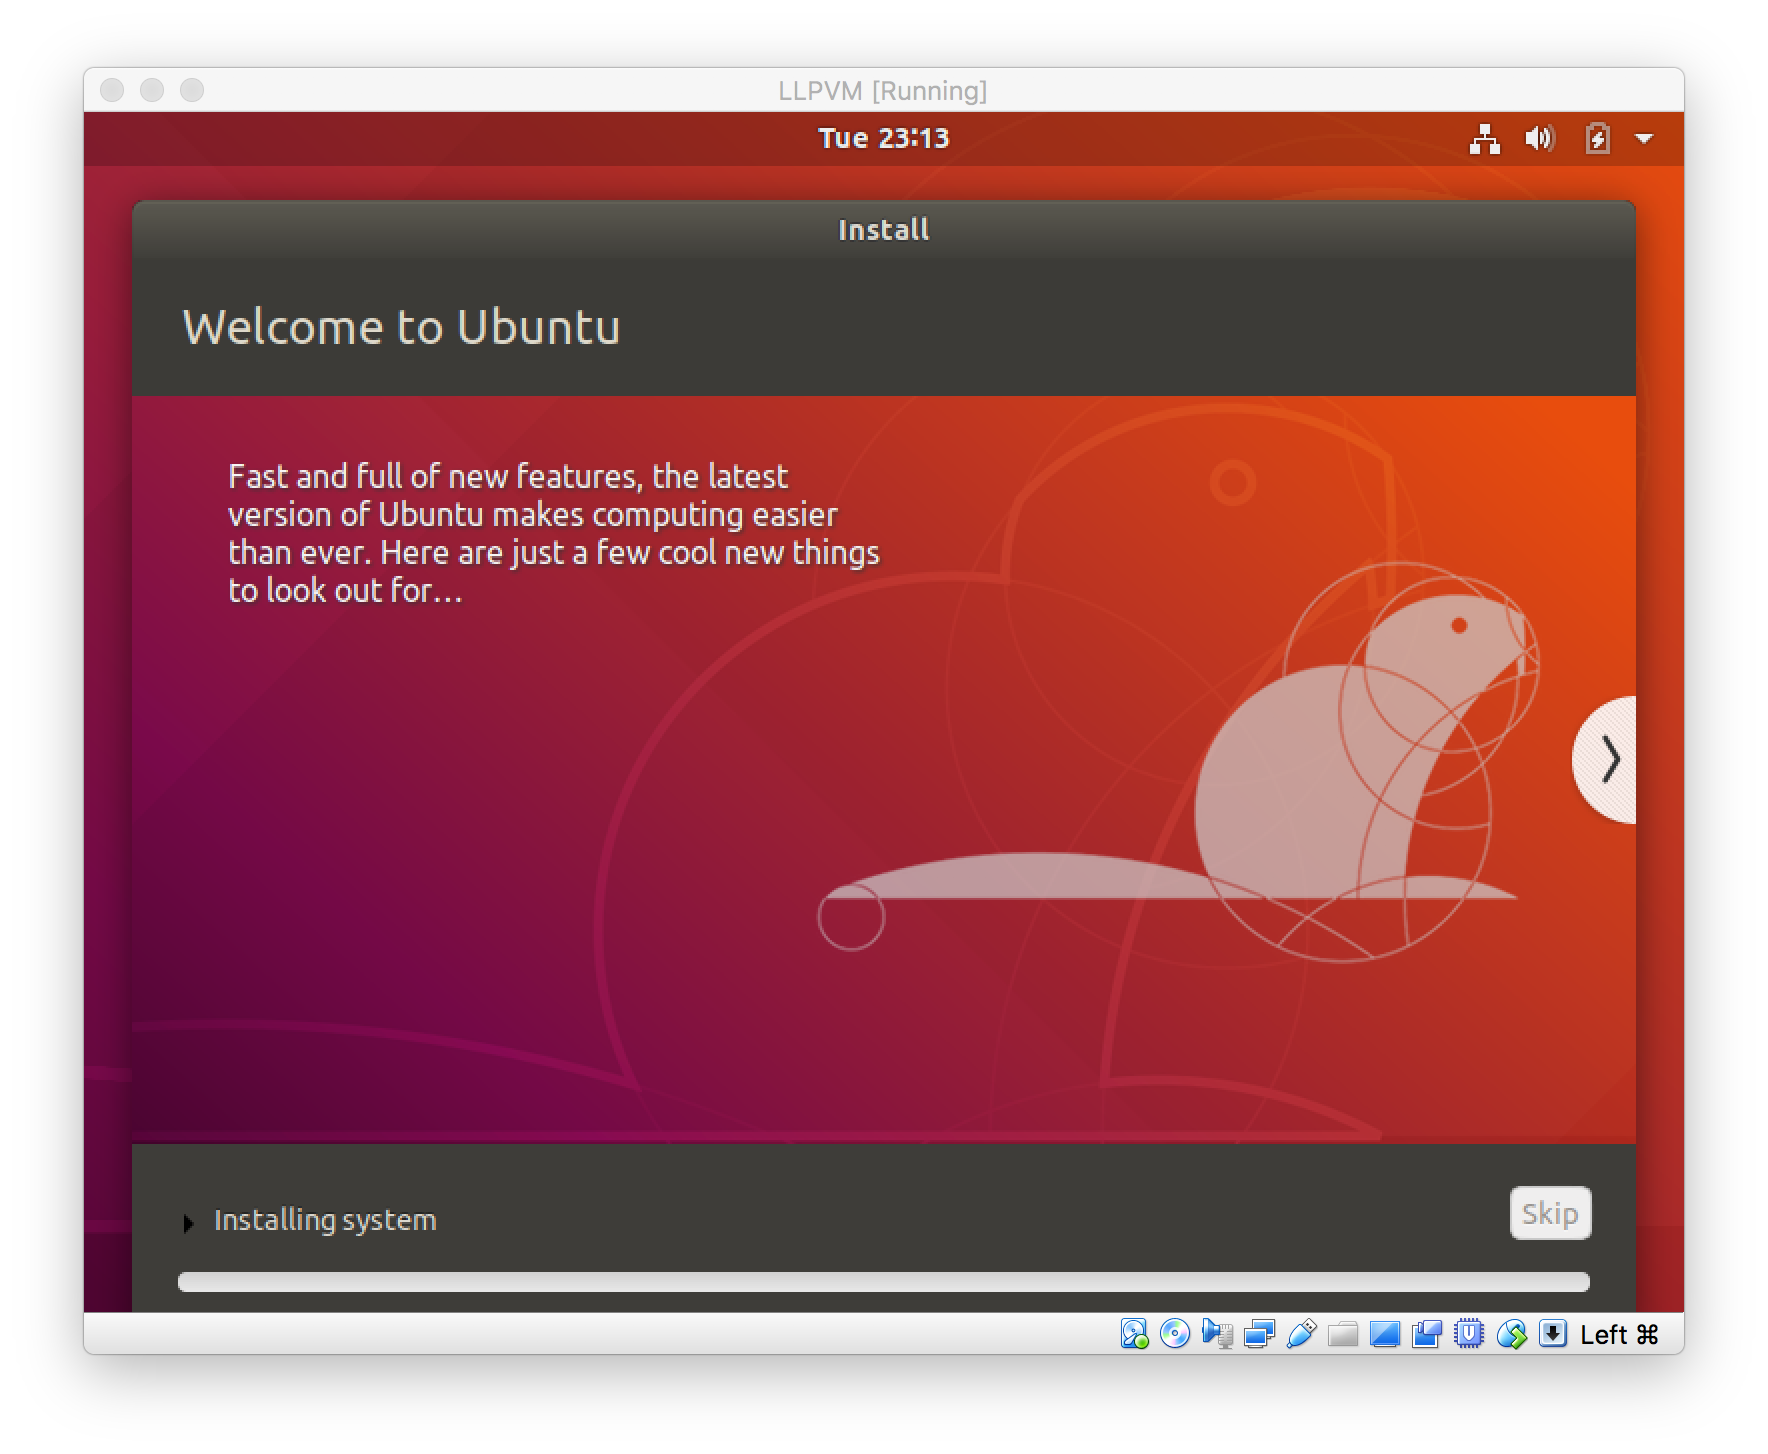 LLPVM [Running]
Tue 23:13
Install
Welcome to Ubuntu
Fast and full of new features, the latest
version of Ubuntu makes computing easier
than ever. Here are just a few cool new things
to look out for…
Installing system
Skip
Left ⌘